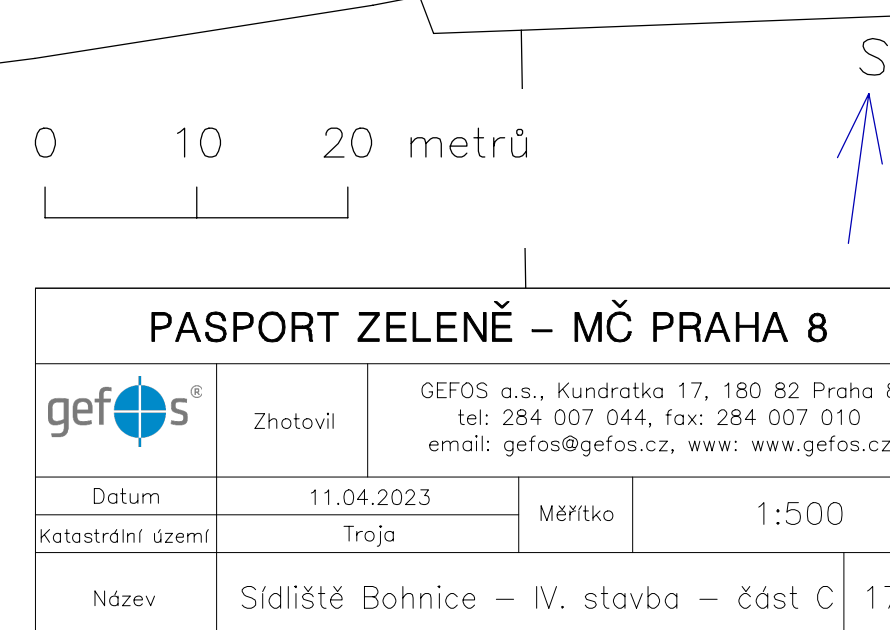 S
0 10 20 metrů
PASPORT ZELENĚ – MČ PRAHA 8
gefos®
Zhotovil
GEFOS a.s., Kundratka 17, 180 82 Praha 8
tel: 284 007 044, fax: 284 007 010
email: gefos@gefos.cz, www: www.gefos.cz
Datum 11.04.2023
Měřítko 1:500
Katastrální území Troja
Název Sídliště Bohnice – IV. stavba – část C